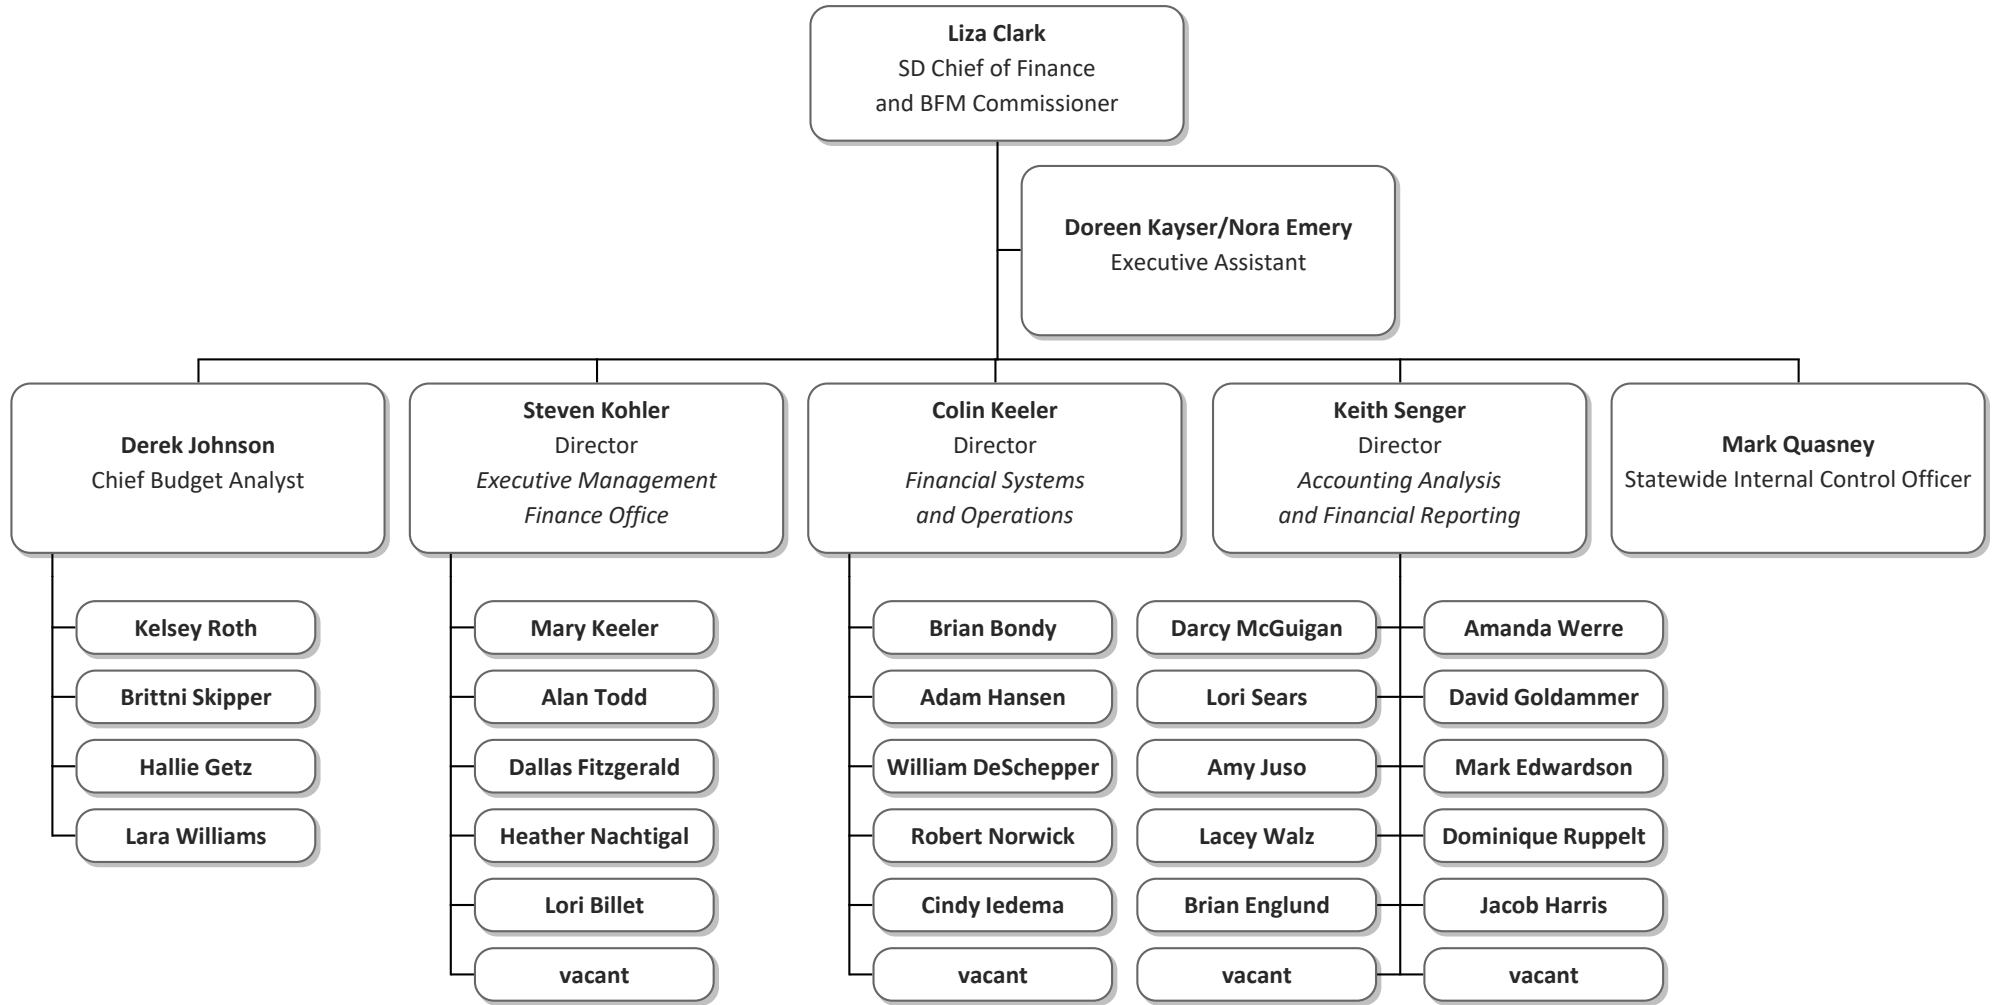 Liza Clark
SD Chief of Finance
and BFM Commissioner
Doreen Kayser/Nora Emery
Executive Assistant
Derek Johnson
Chief Budget Analyst
Steven Kohler
Director
Executive Management
Finance Office
Colin Keeler
Director
Financial Systems
and Operations
Keith Senger
Director
Accounting Analysis
and Financial Reporting
Mark Quasney
Statewide Internal Control Officer
Kelsey Roth
Brittni Skipper
Hallie Getz
Lara Williams
Mary Keeler
Alan Todd
Dallas Fitzgerald
Heather Nachtigal
Lori Billet
vacant
Brian Bondy
Adam Hansen
William DeSchepper
Robert Norwick
Cindy Iedema
vacant
Darcy McGuigan
Lori Sears
Amy Juso
Lacey Walz
Brian Englund
vacant
Amanda Werre
David Goldammer
Mark Edwardson
Dominique Ruppelt
Jacob Harris
vacant